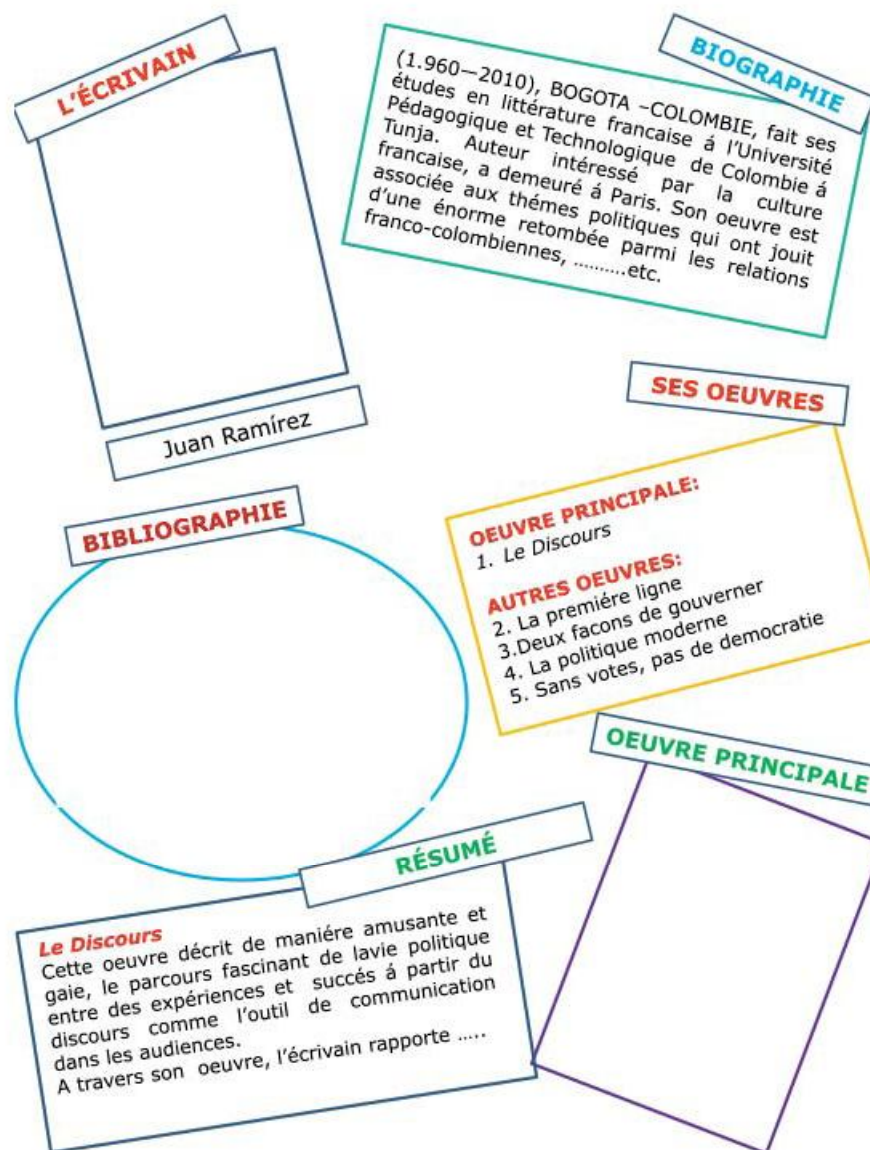 L'ÉCRIVAIN
Juan Ramírez
BIOGRAPHIE
(1.960—2010), BOGOTA –COLOMBIE, fait ses
études en littérature francaise á l'Université
Pédagogique et Technologique de Colombie á
Tunja. Auteur intéressé par la culture
francaise, a demeuré á Paris. Son oeuvre est
associée aux thémes politiques qui ont jouit
d'une énorme retombée parmi les relations
franco-colombiennes, ..........etc.
SES OEUVRES
OEUVRE PRINCIPALE:
1. Le Discours
AUTRES OEUVRES:
2. La premiére ligne
3.Deux facons de gouverner
4. La politique moderne
5. Sans votes, pas de democratie
BIBLIOGRAPHIE
OEUVRE PRINCIPALE
RÉSUMÉ
Le Discours
Cette oeuvre décrit de maniére amusante et
gaie, le parcours fascinant de lavie politique
entre des expériences et succés á partir du
discours comme l'outil de communication
dans les audiences.
A travers son oeuvre, l'écrivain rapporte .....